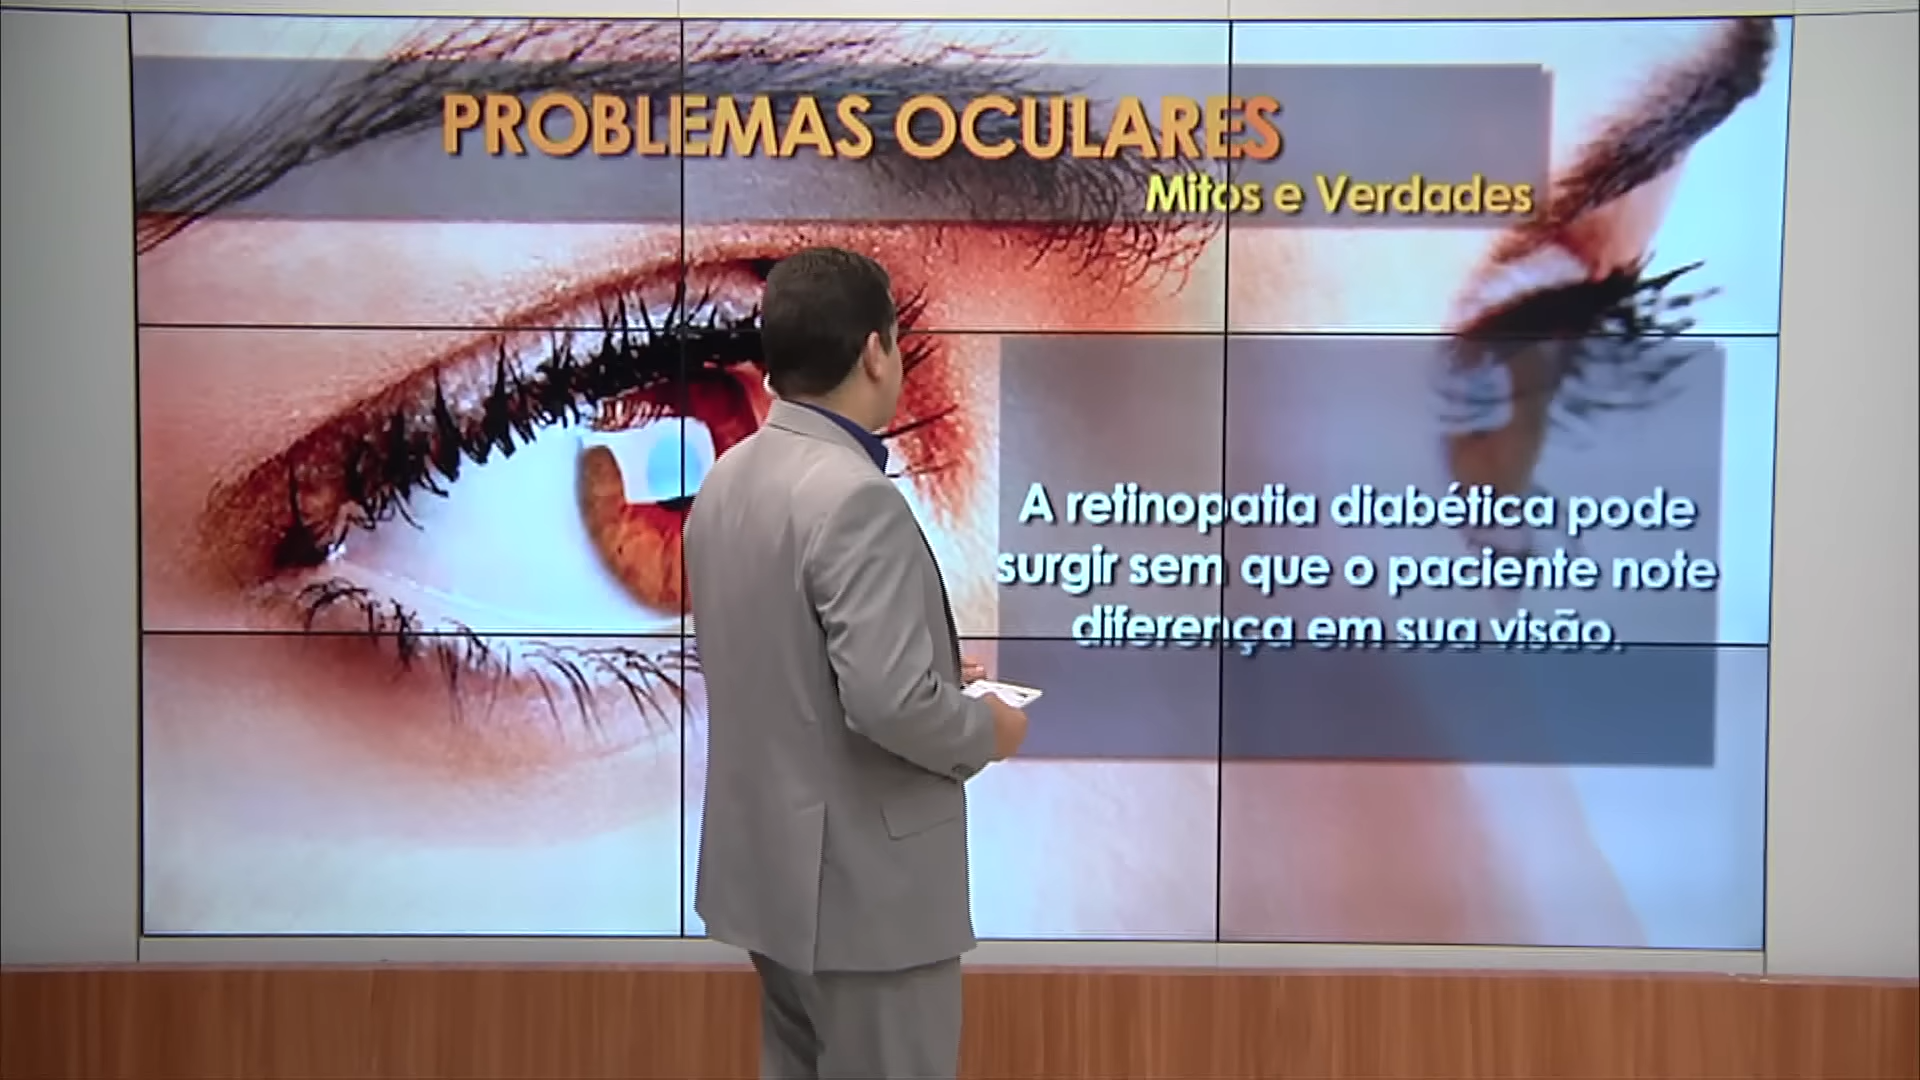 PROBLEMAS OCULARES
Mitos e Verdades
A retinopatia diabética pode
surgir sem que o paciente note
diferença em sua visão.